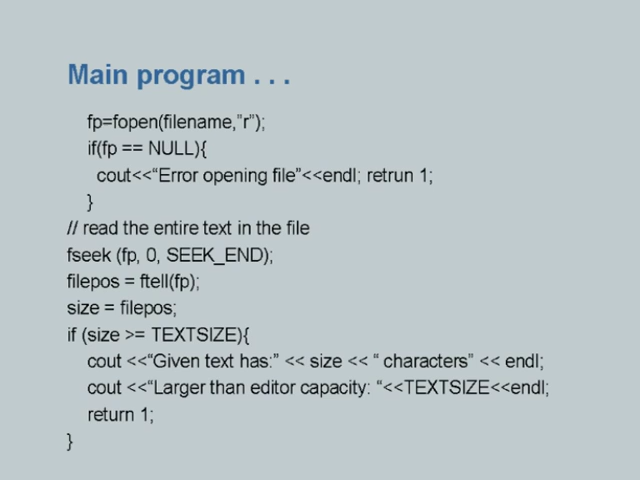 Main program . . .
fp=fopen(filename,"r");
if(fp == NULL){
cout<<“Error opening file”<<endl; retrun 1;
}
// read the entire text in the file
fseek (fp, 0, SEEK_END);
filepos = ftell(fp);
size = filepos;
if (size >= TEXTSIZE){
cout <<“Given text has:” << size << “ characters” << endl;
cout <<“Larger than editor capacity: “<<TEXTSIZE<<endl;
return 1;
}